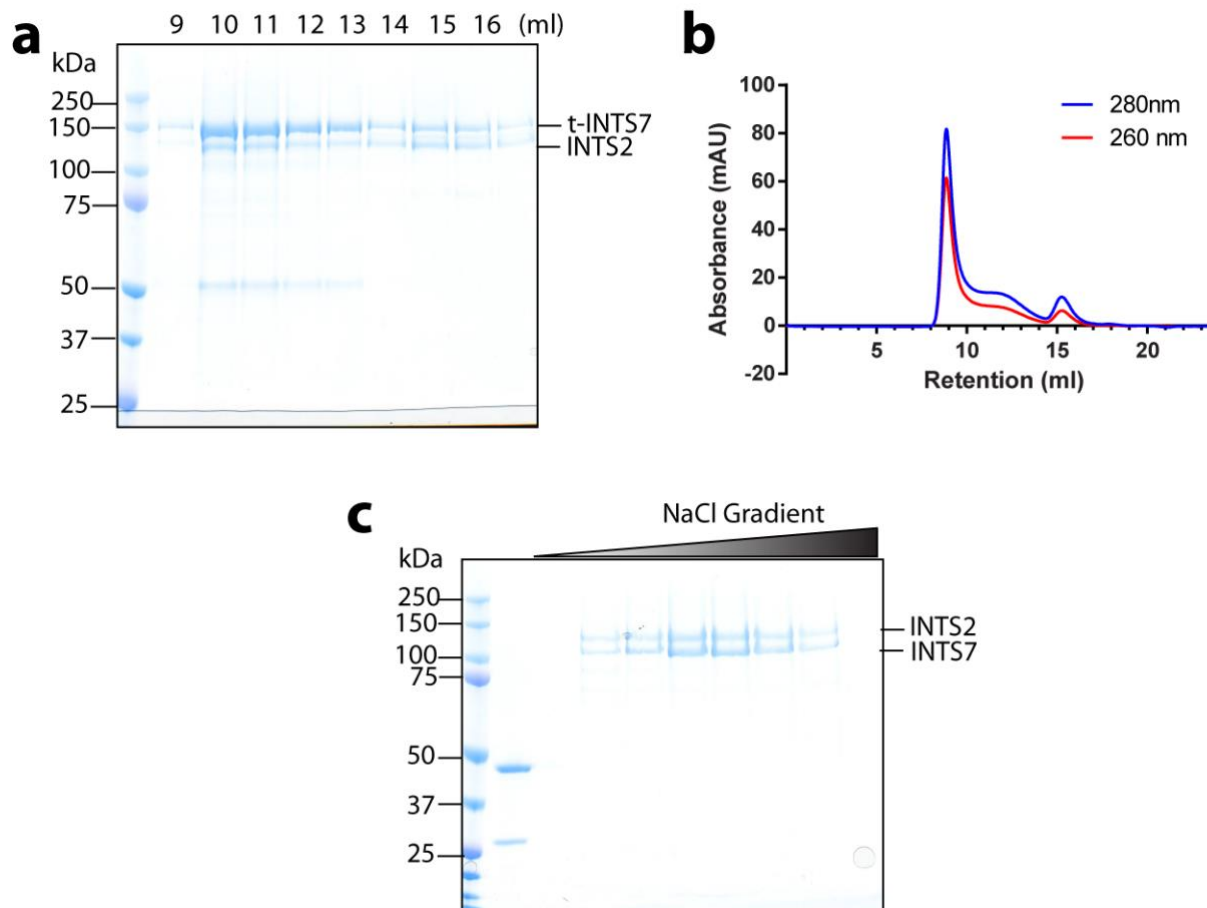 a
9 10 11 12 13 14 15 16 (ml)
kDa
250
150
100
75
50
37
25
t-INTS7
INTS2
b
100
80
60
40
20
0
-20
Absorbance (mAU)
5 10 15 20
Retention (ml)
280nm
260 nm
c
NaCl Gradient
kDa
250
150
100
75
50
37
25
INTS2
INTS7